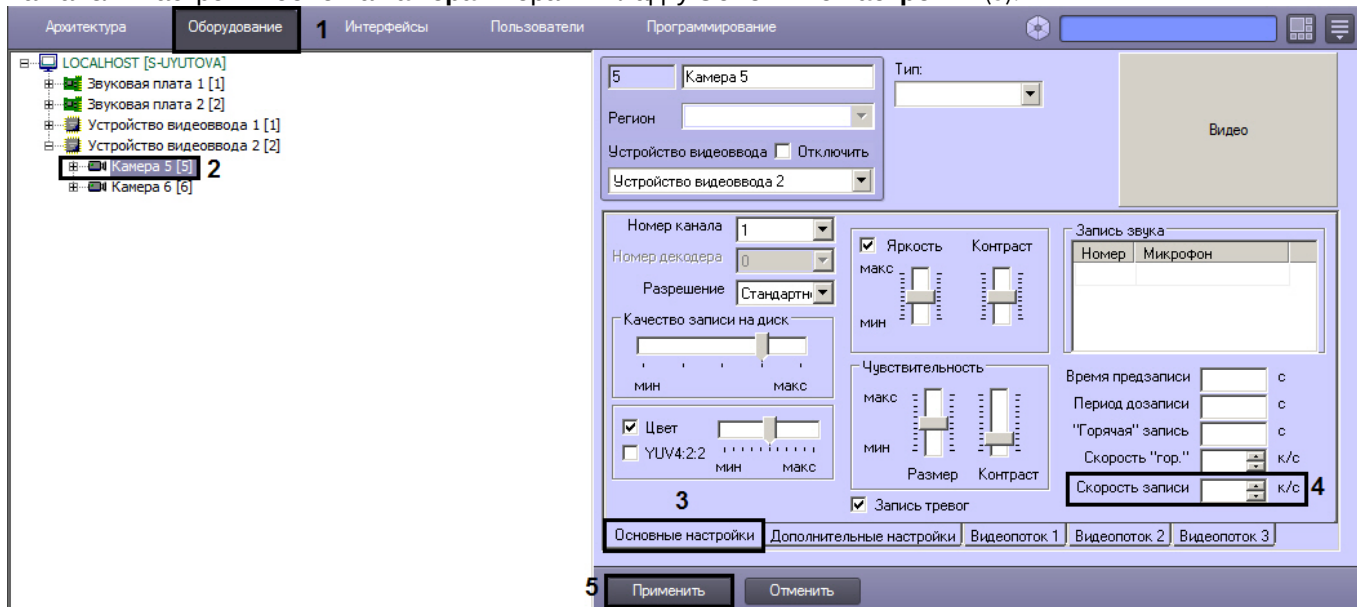 Архитектура Оборудование 1 Интерфейсы Пользователи Программирование
LOCALHOST [S-UYUTOVA]
Звуковая плата 1 [1]
Звуковая плата 2 [2]
Устройство видеоввода 1 [1]
Устройство видеоввода 2 [2]
Камера 5 [5] 2
Камера 6 [6]
5 Камера 5
Тип:
Регион
Устройство видеоввода Отключить
Устройство видеоввода 2
Видео
Номер канала 1
Номер декодера 0
Разрешение Стандартн
Качество записи на диск
мин макс
Цвет
YUV4:2:2
мин макс
Яркость Контраст
макс
мин
Чувствительность
макс
мин
Размер Контраст
Запись тревог
Запись звука
Номер Микрофон
Время предзаписи с
Период дозаписи с
"Горячая" запись с
Скорость "гор." к/с
Скорость записи к/с 4
3
Основные настройки Дополнительные настройки Видеопоток 1 Видеопоток 2 Видеопоток 3
5 Применить Отменить